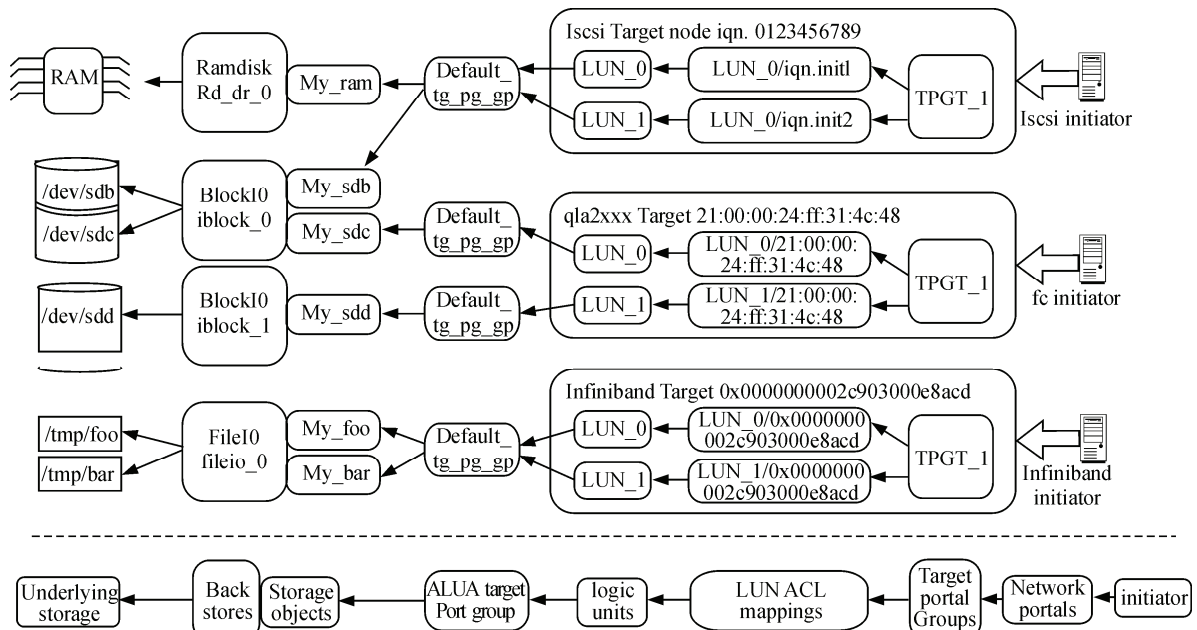 Iscsi Target node iqn. 0123456789
RAM
Ramdisk
Rd_dr_0
My_ram
Default_
tg_pg_gp
LUN_0
LUN_0/iqn.initl
LUN_1
LUN_0/iqn.init2
TPGT_1
Iscsi initiator
/dev/sdb
/dev/sdc
BlockI0
iblock_0
My_sdb
My_sdc
Default_
tg_pg_gp
qla2xxx Target 21:00:00:24:ff:31:4c:48
LUN_0
LUN_0/21:00:00:
24:ff:31:4c:48
LUN_1
LUN_1/21:00:00:
24:ff:31:4c:48
TPGT_1
fc initiator
/dev/sdd
BlockI0
iblock_1
My_sdd
Default_
tg_pg_gp
Infiniband Target 0x0000000002c903000e8acd
/tmp/foo
/tmp/bar
FileI0
fileio_0
My_foo
My_bar
Default_
tg_pg_gp
LUN_0
LUN_0/0x0000000
002c903000e8acd
LUN_1
LUN_1/0x0000000
002c903000e8acd
TPGT_1
Infiniband
initiator
Underlying
storage
Back
stores
Storage
objects
ALUA target
Port group
logic
units
LUN ACL
mappings
Target
portal
Groups
Network
portals
initiator